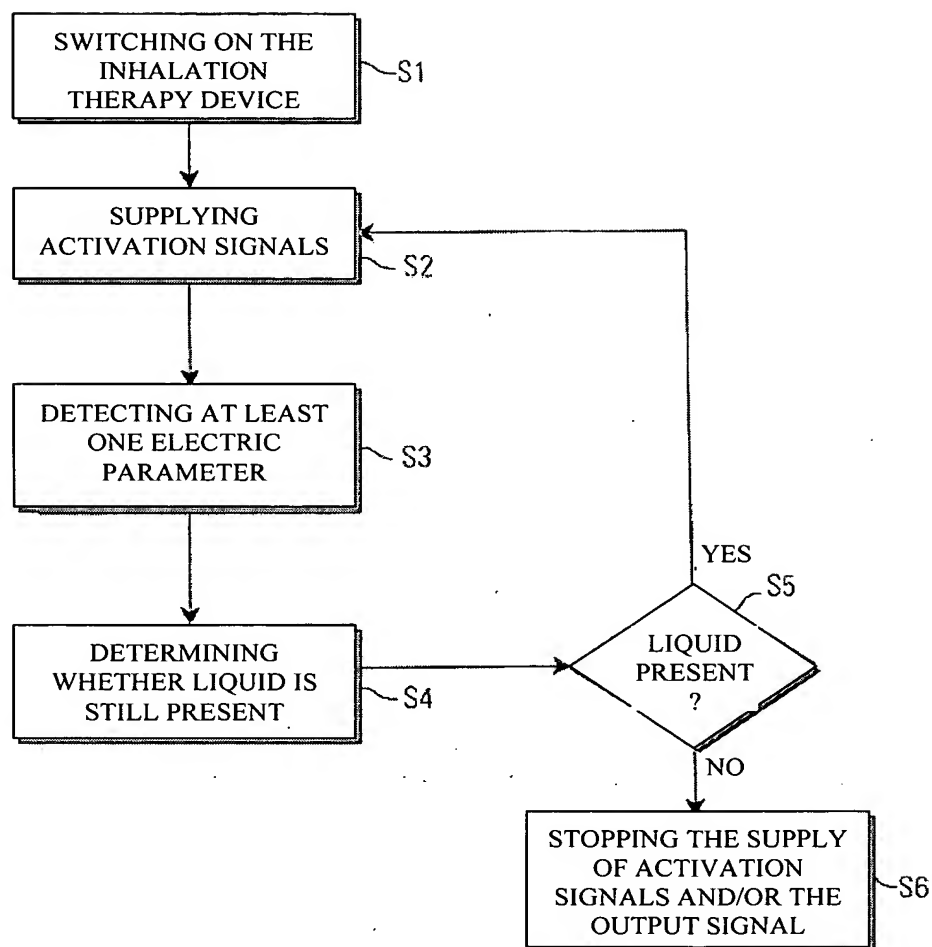 SWITCHING ON THE
INHALATION
THERAPY DEVICE
S1
SUPPLYING
ACTIVATION SIGNALS
S2
DETECTING AT LEAST
ONE ELECTRIC
PARAMETER
S3
DETERMINING
WHETHER LIQUID IS
STILL PRESENT
S4
YES
S5
LIQUID
PRESENT
?
NO
STOPPING THE SUPPLY
OF ACTIVATION
SIGNALS AND/OR THE
OUTPUT SIGNAL
S6